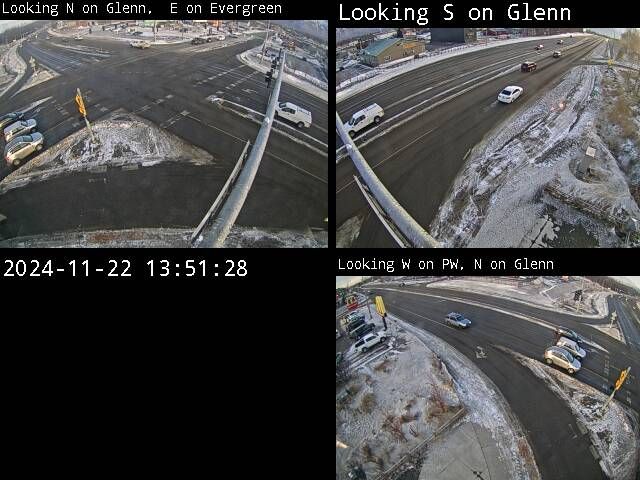 Looking N on Glenn, E on Evergreen
Looking S on Glenn
2024-11-22 13:51:28
Looking W on PW, N on Glenn